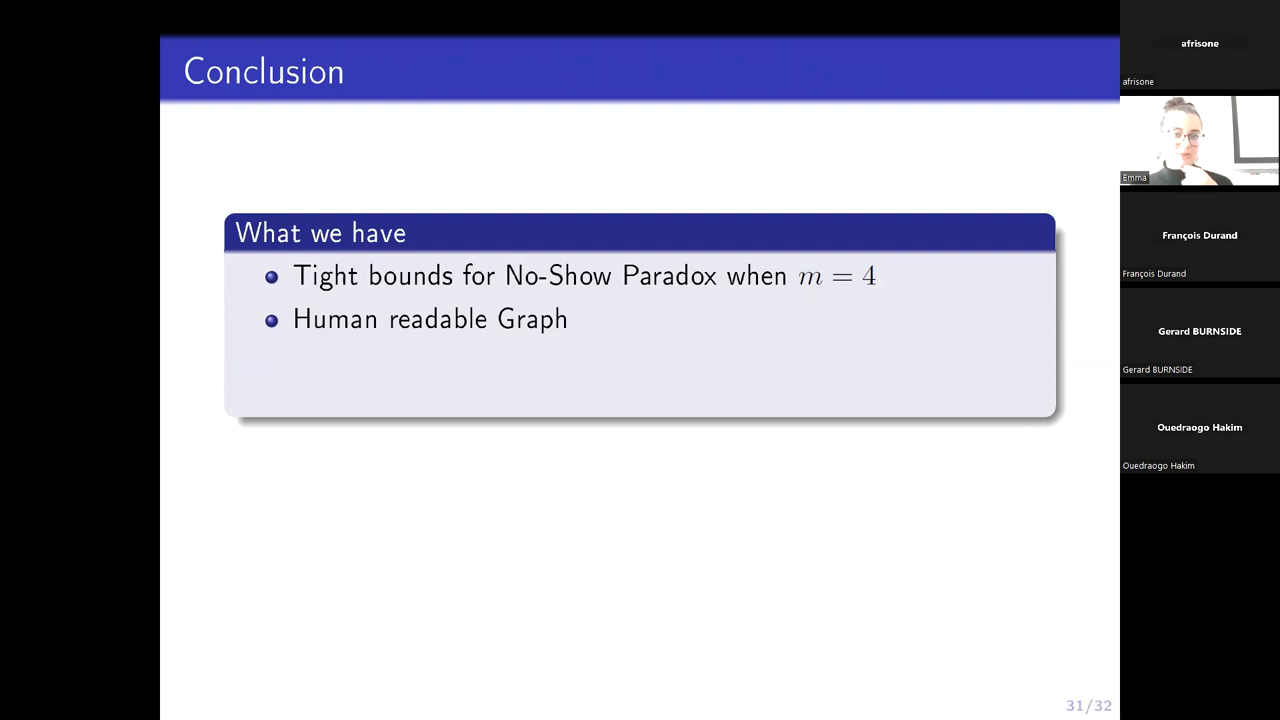 Conclusion
What we have
Tight bounds for No-Show Paradox when m = 4
Human readable Graph
31/32
afrisone
afrisone
Emma
François Durand
François Durand
Gerard BURNSIDE
Gerard BURNSIDE
Ouedraogo Hakim
Ouedraogo Hakim